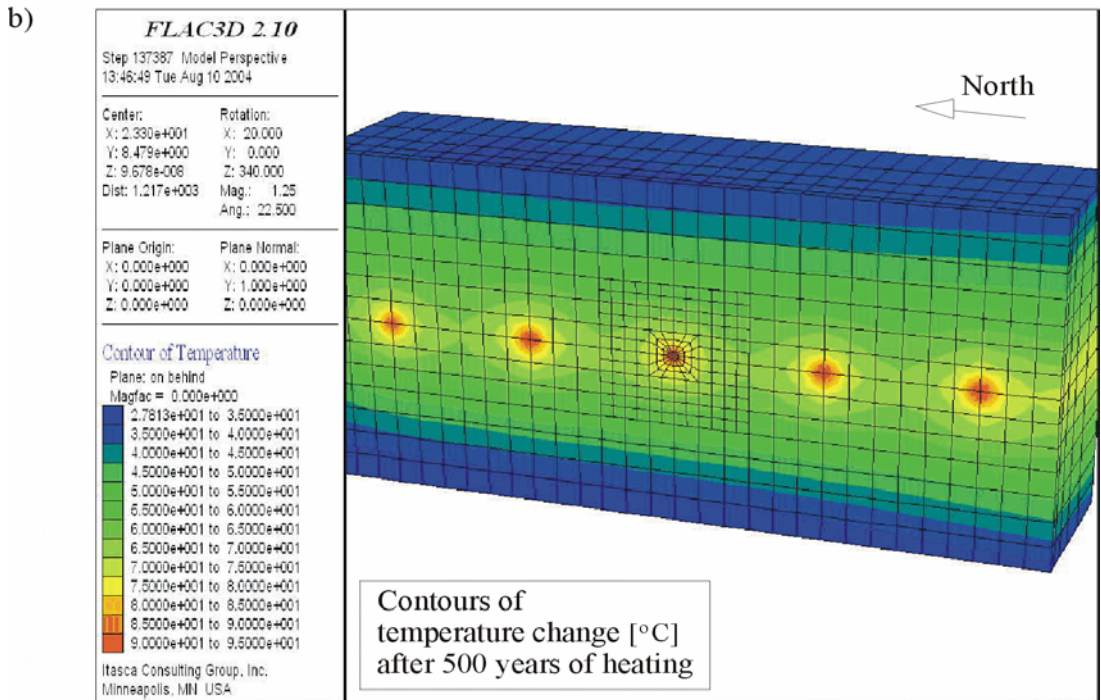 b)
FLAC3D 2.10
Step 137387 Model Perspective
13:46:49 Tue Aug 10 2004
Center:
X: 2.330e+001
Y: 8.479e+000
Z: 9.678e-008
Dist: 1.217e+003
Rotation:
X: 20.000
Y: 0.000
Z: 340.000
Mag.: 1.25
Ang.: 22.500
Plane Origin:
X: 0.000e+000
Y: 0.000e+000
Z: 0.000e+000
Plane Normal:
X: 0.000e+000
Y: 1.000e+000
Z: 0.000e+000
Contour of Temperature
Plane: on behind
Magfac = 0.000e+000
2.7813e+001 to 3.5000e+001
3.5000e+001 to 4.0000e+001
4.0000e+001 to 4.5000e+001
4.5000e+001 to 5.0000e+001
5.0000e+001 to 5.5000e+001
5.5000e+001 to 6.0000e+001
6.0000e+001 to 6.5000e+001
6.5000e+001 to 7.0000e+001
7.0000e+001 to 7.5000e+001
7.5000e+001 to 8.0000e+001
8.0000e+001 to 8.5000e+001
8.5000e+001 to 9.0000e+001
9.0000e+001 to 9.5000e+001
Itasca Consulting Group, Inc.
Minneapolis, MN USA
North
Contours of
temperature change [°C]
after 500 years of heating